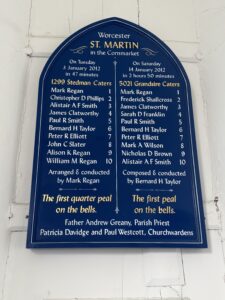 Worcester
ST. MARTIN
in the Cornmarket
On Tuesday
3 January 2012
in 47 minutes
1299 Stedman Caters
Mark Regan 1
Christopher D Phillips 2
Alistair A F Smith 3
James Clatworthy 4
Paul R Smith 5
Bernard H Taylor 6
Peter R Elliott 7
John C Slater 8
Alison K Regan 9
William M Regan 10
Arranged & conducted
by Mark Regan
The first quarter peal
on the bells.
On Saturday
14 January 2012
in 2 hours 50 minutes
5021 Grandsire Caters
Mark Regan 1
Frederick Shallcross 2
James Clatworthy 3
Sarah D Franklin 4
Paul R Smith 5
Bernard H Taylor 6
Peter R Elliott 7
Mark A Wilson 8
Nicholas D Brown 9
Alistair A F Smith 10
Composed & conducted
by Bernard H Taylor
The first peal
on the bells.
Father Andrew Greany, Parish Priest
Patricia Davidge and Paul Westcott, Churchwardens